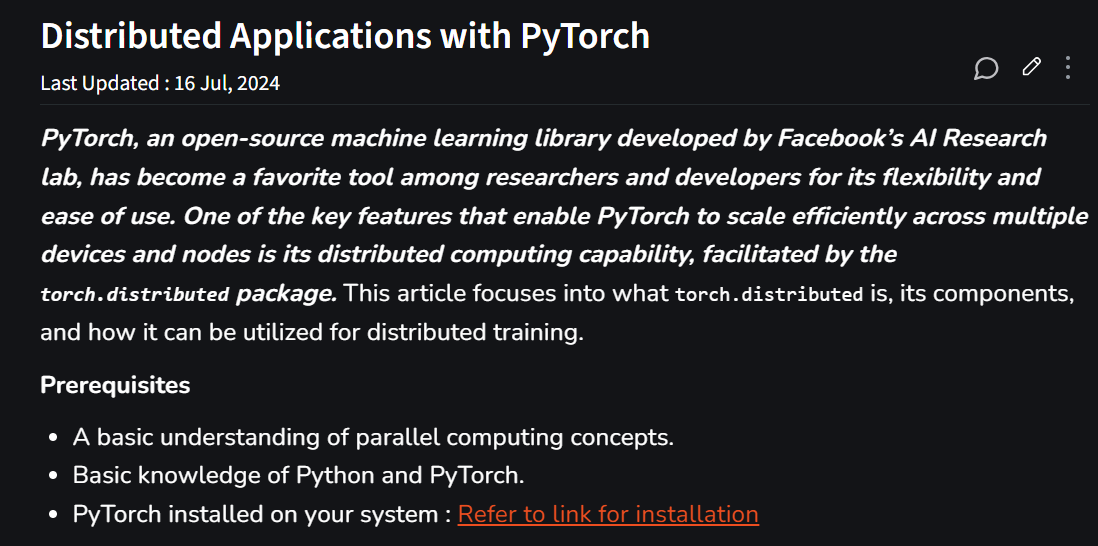 Distributed Applications with PyTorch
Last Updated : 16 Jul, 2024
PyTorch, an open-source machine learning library developed by Facebook’s AI Research
lab, has become a favorite tool among researchers and developers for its flexibility and
ease of use. One of the key features that enable PyTorch to scale efficiently across multiple
devices and nodes is its distributed computing capability, facilitated by the
torch.distributed package. This article focuses into what torch.distributed is, its components,
and how it can be utilized for distributed training.
Prerequisites
• A basic understanding of parallel computing concepts.
• Basic knowledge of Python and PyTorch.
• PyTorch installed on your system : Refer to link for installation